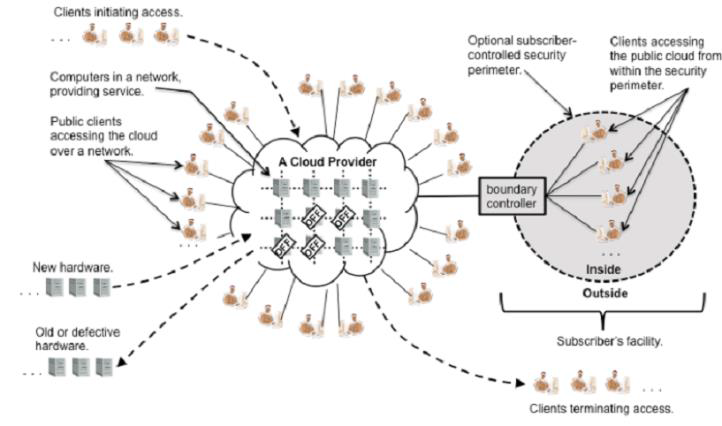 Clients initiating access.
. . .
Computers in a network,
providing service.
Public clients
accessing the cloud
over a network.
. . .
A Cloud Provider
OFF OFF
OFF OFF
New hardware.
. . .
Old or defective
hardware.
. . .
Optional subscriber-
controlled security
perimeter.
Clients accessing
the public cloud from
within the security
perimeter.
boundary
controller
. . .
Inside
Outside
Subscriber's facility.
. . .
Clients terminating access.